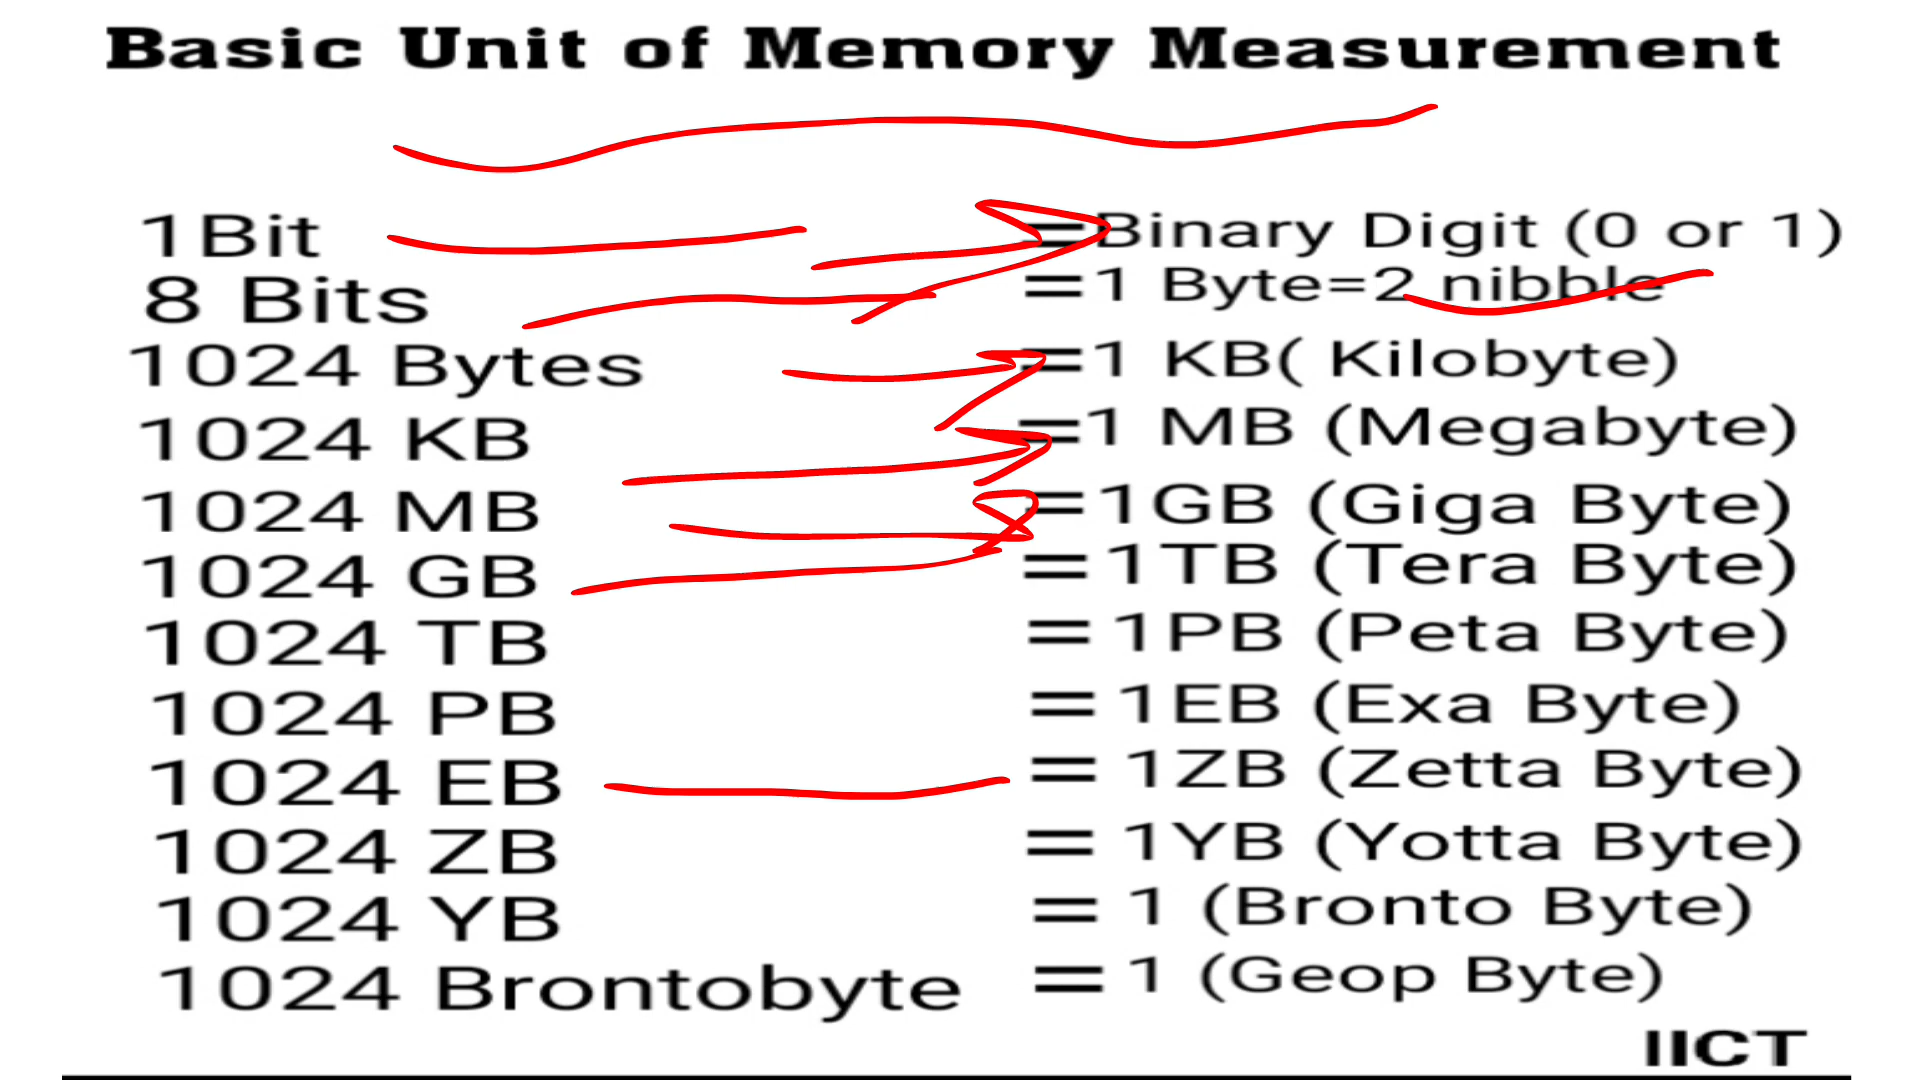 Basic Unit of Memory Measurement
1Bit =Binary Digit (0 or 1)
8 Bits =1 Byte=2 nibble
1024 Bytes =1 KB( Kilobyte)
1024 KB =1 MB (Megabyte)
1024 MB =1GB (Giga Byte)
1024 GB =1TB (Tera Byte)
1024 TB =1PB (Peta Byte)
1024 PB =1EB (Exa Byte)
1024 EB =1ZB (Zetta Byte)
1024 ZB =1YB (Yotta Byte)
1024 YB =1 (Bronto Byte)
1024 Brontobyte =1 (Geop Byte)
IICT